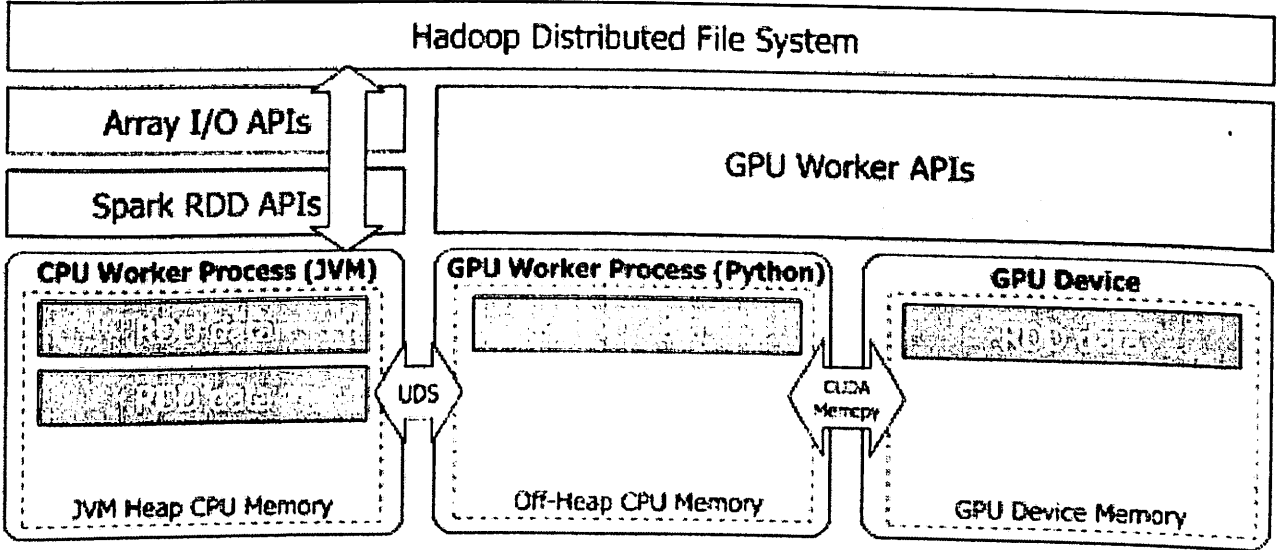 Hadoop Distributed File System
Array I/O APIs
Spark RDD APIs
GPU Worker APIs
CPU Worker Process (JVM)
RDD data
RDD data
JVM Heap CPU Memory
UDS
GPU Worker Process (Python)
Off-Heap CPU Memory
CUDA
Memcpy
GPU Device
RDD data
GPU Device Memory